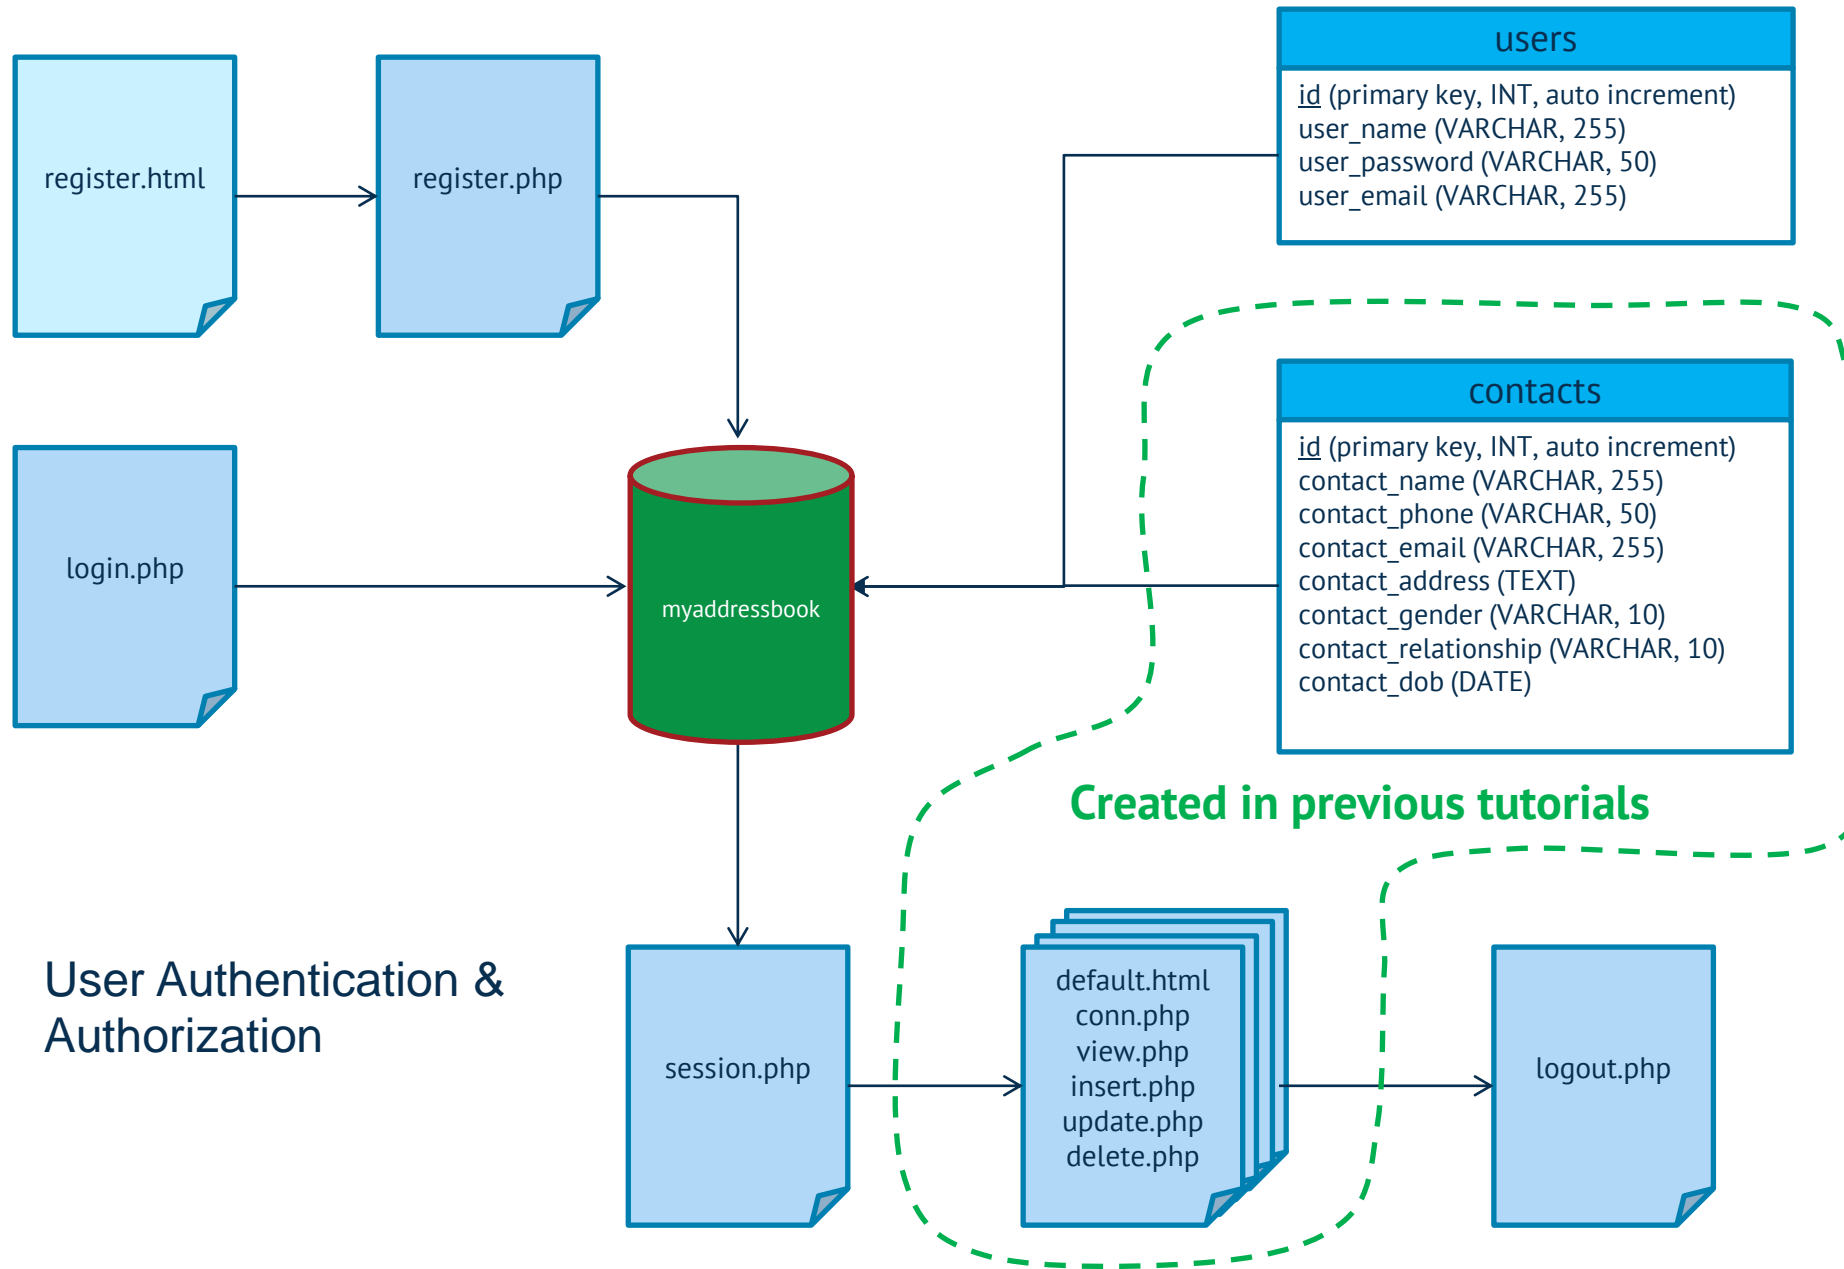 users
id (primary key, INT, auto increment)
user_name (VARCHAR, 255)
user_password (VARCHAR, 50)
user_email (VARCHAR, 255)
register.html
register.php
contacts
id (primary key, INT, auto increment)
contact_name (VARCHAR, 255)
contact_phone (VARCHAR, 50)
contact_email (VARCHAR, 255)
contact_address (TEXT)
contact_gender (VARCHAR, 10)
contact_relationship (VARCHAR, 10)
contact_dob (DATE)
login.php
myaddressbook
Created in previous tutorials
User Authentication &
Authorization
session.php
default.html
conn.php
view.php
insert.php
update.php
delete.php
logout.php